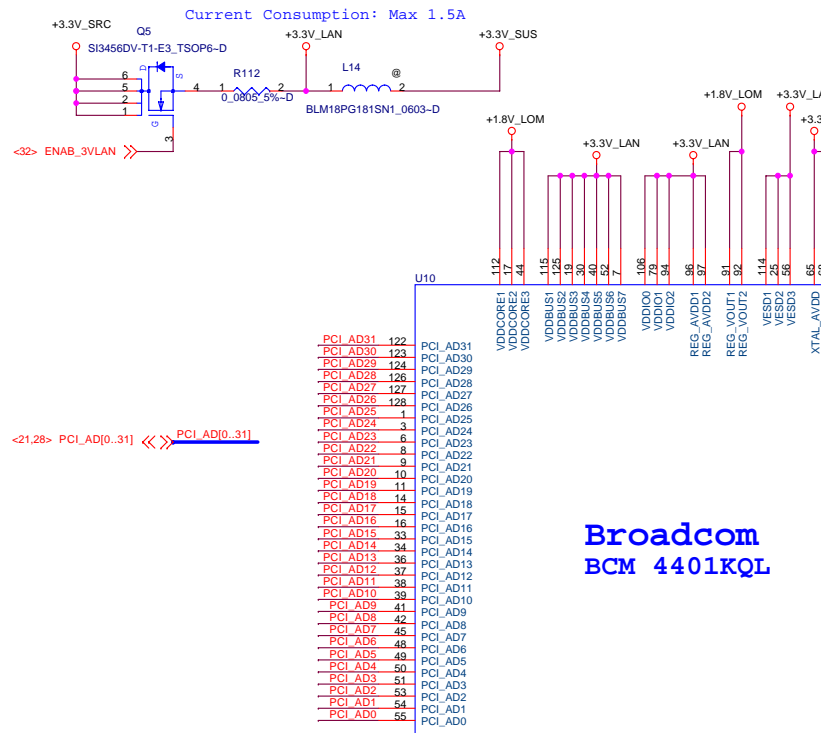 Current Consumption: Max 1.5A
+3.3V_SRC
Q5
SI3456DV-T1-E3_TSOP6~D
+3.3V_LAN
+3.3V_SUS
D
S
G
6
5
2
1
4
3
R112
1
2
0_0805_5%~D
L14
@
1
2
BLM18PG181SN1_0603~D
<32> ENAB_3VLAN
+1.8V_LOM
+3.3V_LAN
+3.3V_LAN
+1.8V_LOM
+3.3V_LA
+3.3
U10
112 VDDCORE1
17 VDDCORE2
44 VDDCORE3
115 VDDBUS1
125 VDDBUS2
19 VDDBUS3
30 VDDBUS4
40 VDDBUS5
52 VDDBUS6
7 VDDBUS7
106 VDDIO0
79 VDDIO1
94 VDDIO2
96 REG_AVDD1
97 REG_AVDD2
91 REG_VOUT1
92 REG_VOUT2
114 VESD1
25 VESD2
56 VESD3
65 XTAL_AVDD
PCI_AD31 122 PCI_AD31
PCI_AD30 123 PCI_AD30
PCI_AD29 124 PCI_AD29
PCI_AD28 126 PCI_AD28
PCI_AD27 127 PCI_AD27
PCI_AD26 128 PCI_AD26
PCI_AD25 1 PCI_AD25
PCI_AD24 3 PCI_AD24
PCI_AD23 6 PCI_AD23
PCI_AD22 8 PCI_AD22
PCI_AD21 9 PCI_AD21
PCI_AD20 10 PCI_AD20
PCI_AD19 11 PCI_AD19
PCI_AD18 14 PCI_AD18
PCI_AD17 15 PCI_AD17
PCI_AD16 16 PCI_AD16
PCI_AD15 33 PCI_AD15
PCI_AD14 34 PCI_AD14
PCI_AD13 36 PCI_AD13
PCI_AD12 37 PCI_AD12
PCI_AD11 38 PCI_AD11
PCI_AD10 39 PCI_AD10
PCI_AD9 41 PCI_AD9
PCI_AD8 42 PCI_AD8
PCI_AD7 45 PCI_AD7
PCI_AD6 48 PCI_AD6
PCI_AD5 49 PCI_AD5
PCI_AD4 50 PCI_AD4
PCI_AD3 51 PCI_AD3
PCI_AD2 53 PCI_AD2
PCI_AD1 54 PCI_AD1
PCI_AD0 55 PCI_AD0
<21,28> PCI_AD[0..31]
PCI_AD[0..31]
Broadcom
BCM 4401KQL